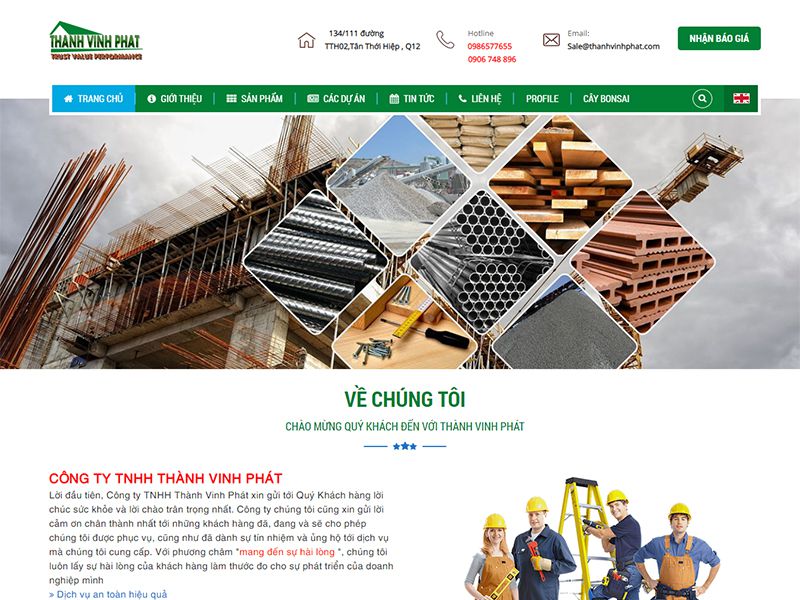 THANH VINH PHAT
TRUST VALUE PERFORMANCE
134/111 đường
TTH02,Tân Thới Hiệp , Q12
Hotline
0986577655
0906 748 896
Email:
Sale@thanhvinhphat.com
NHẬN BÁO GIÁ
TRANG CHỦ
GIỚI THIỆU
SẢN PHẨM
CÁC DỰ ÁN
TIN TỨC
LIÊN HỆ
PROFILE
CÂY BONSAI
VỀ CHÚNG TÔI
CHÀO MỪNG QUÝ KHÁCH ĐẾN VỚI THÀNH VINH PHÁT
CÔNG TY TNHH THÀNH VINH PHÁT
Lời đầu tiên, Công ty TNHH Thành Vinh Phát xin gửi tới Quý Khách hàng lời
chúc sức khỏe và lời chào trân trọng nhất. Công ty chúng tôi cũng xin gửi lời
cảm ơn chân thành nhất tới những khách hàng đã, đang và sẽ cho phép
chúng tôi được phục vụ, cũng như đã dành sự tín nhiệm và ủng hộ tới dịch vụ
mà chúng tôi cung cấp. Với phương châm "mang đến sự hài lòng ", chúng tôi
luôn lấy sự hài lòng của khách hàng làm thước đo cho sự phát triển của doanh
nghiệp mình
» Dịch vụ an toàn hiệu quả